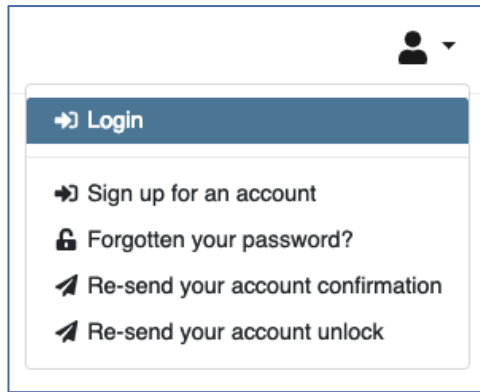 Login
Sign up for an account
Forgotten your password?
Re-send your account confirmation
Re-send your account unlock